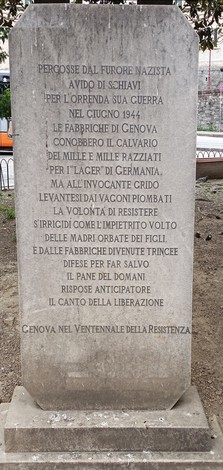 PERCOSSE DAL FURORE NAZISTA
AVIDO DI SCHIAVI
PER L'ORRENDA SUA GUERRA
NEL GIUGNO 1944
LE FABBRICHE DI GENOVA
CONOBBERO IL CALVARIO
DEI MILLE E MILLE RAZZIATI
PER I "LAGER" DI GERMANIA,
MA ALL'INVOCANTE GRIDO
LEVANTESI DAI VAGONI PIOMBATI
LA VOLONTÀ DI RESISTERE
S'IRRIGIDÌ COME L'IMPIETRITO VOLTO
DELLE MADRI ORBATE DEI FIGLI
E DALLE FABBRICHE DIVENUTE TRINCEE
DIFESE PER FAR SALVO
IL PANE DEL DOMANI
RISPOSE ANTICIPATORE
IL CANTO DELLA LIBERAZIONE
GENOVA NEL VENTENNALE DELLA RESISTENZA